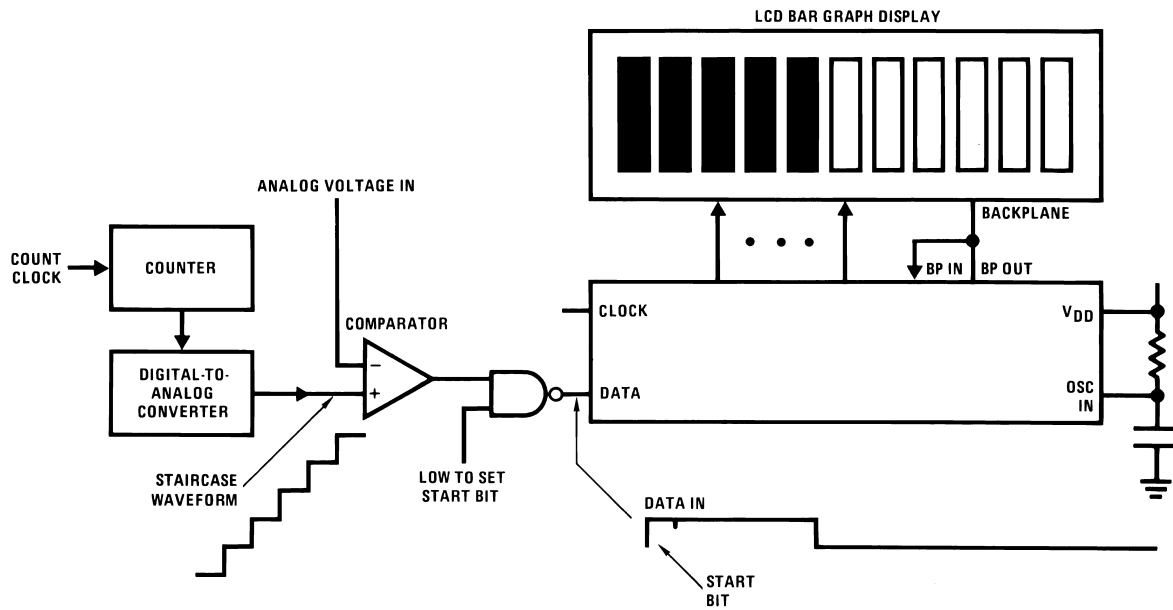 LCD BAR GRAPH DISPLAY
ANALOG VOLTAGE IN
BACKPLANE
COUNT
CLOCK
COUNTER
BP IN
BP OUT
COMPARATOR
CLOCK
VDD
−
+
DIGITAL-TO-
ANALOG
CONVERTER
DATA
OSC
IN
STAIRCASE
WAVEFORM
LOW TO SET
START BIT
DATA IN
START
BIT